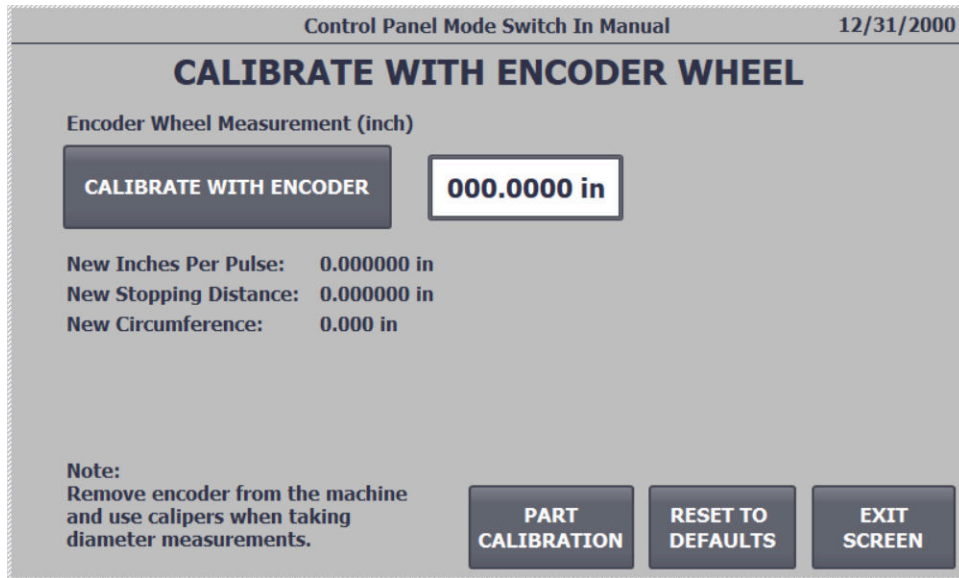 Control Panel Mode Switch In Manual 12/31/2000
CALIBRATE WITH ENCODER WHEEL
Encoder Wheel Measurement (inch)
CALIBRATE WITH ENCODER 000.0000 in
New Inches Per Pulse: 0.000000 in
New Stopping Distance: 0.000000 in
New Circumference: 0.000 in
Note:
Remove encoder from the machine
and use calipers when taking
diameter measurements.
PART
CALIBRATION
RESET TO
DEFAULTS
EXIT
SCREEN